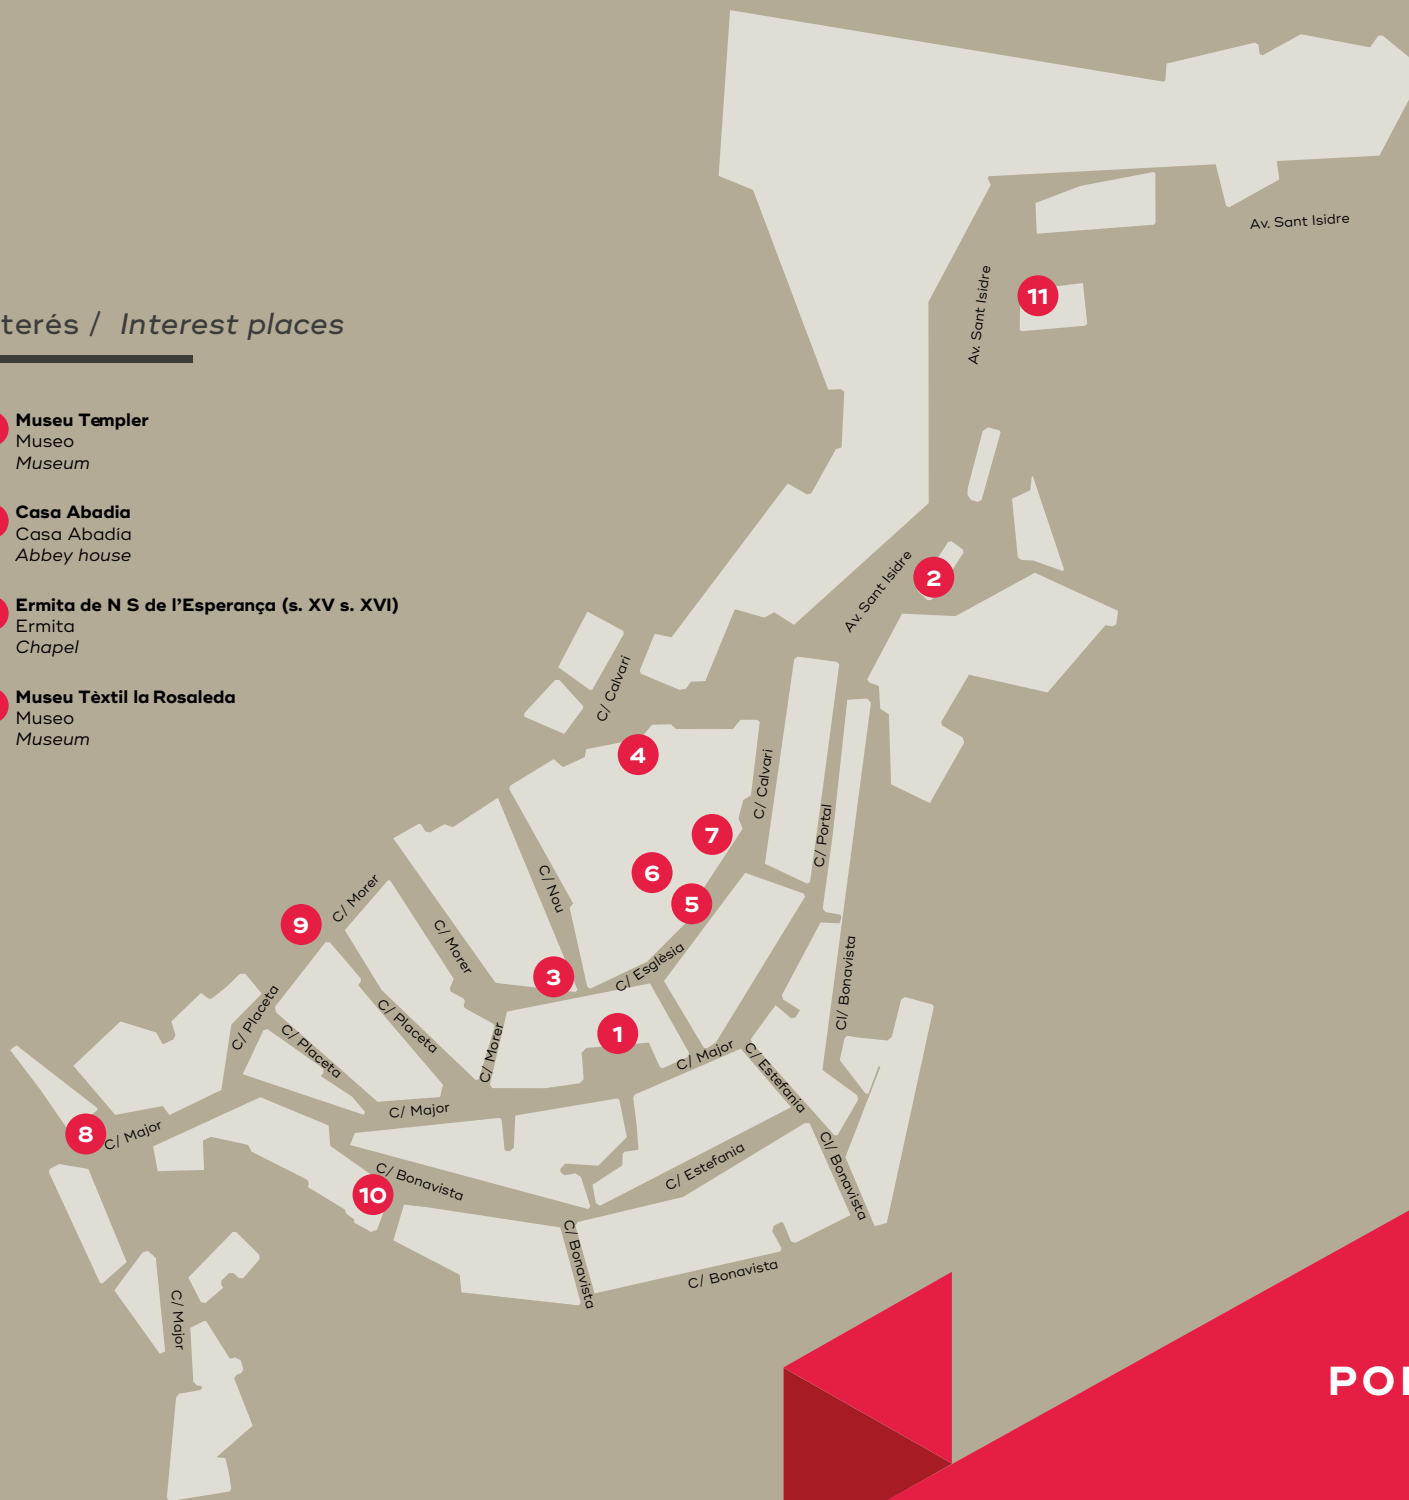 terés / Interest places
Museu Templer
Museo
Museum
Casa Abadia
Casa Abadía
Abbey house
Ermita de N S de l'Esperança (s. XV s. XVI)
Ermita
Chapel
Museu Tèxtil la Rosaleda
Museo
Museum
Av. Sant Isidre
Av. Sant Isidre
11
Av. Sant Isidre
2
C/ Calvari
4
C/ Calvari
C/ Portal
7
6
5
C/ Nou
C/ Morer
9
C/ Morer
3
C/ Església
Cl/ Bonavista
C/ Placeta
C/ Placeta
C/ Placeta
C/ Morer
1
C/ Major
C/ Estefanía
C/ Major
8
C/ Major
C/ Bonavista
10
C/ Estefania
Cl/ Bonavista
C/ Bonavista
C/ Bonavista
C/ Major